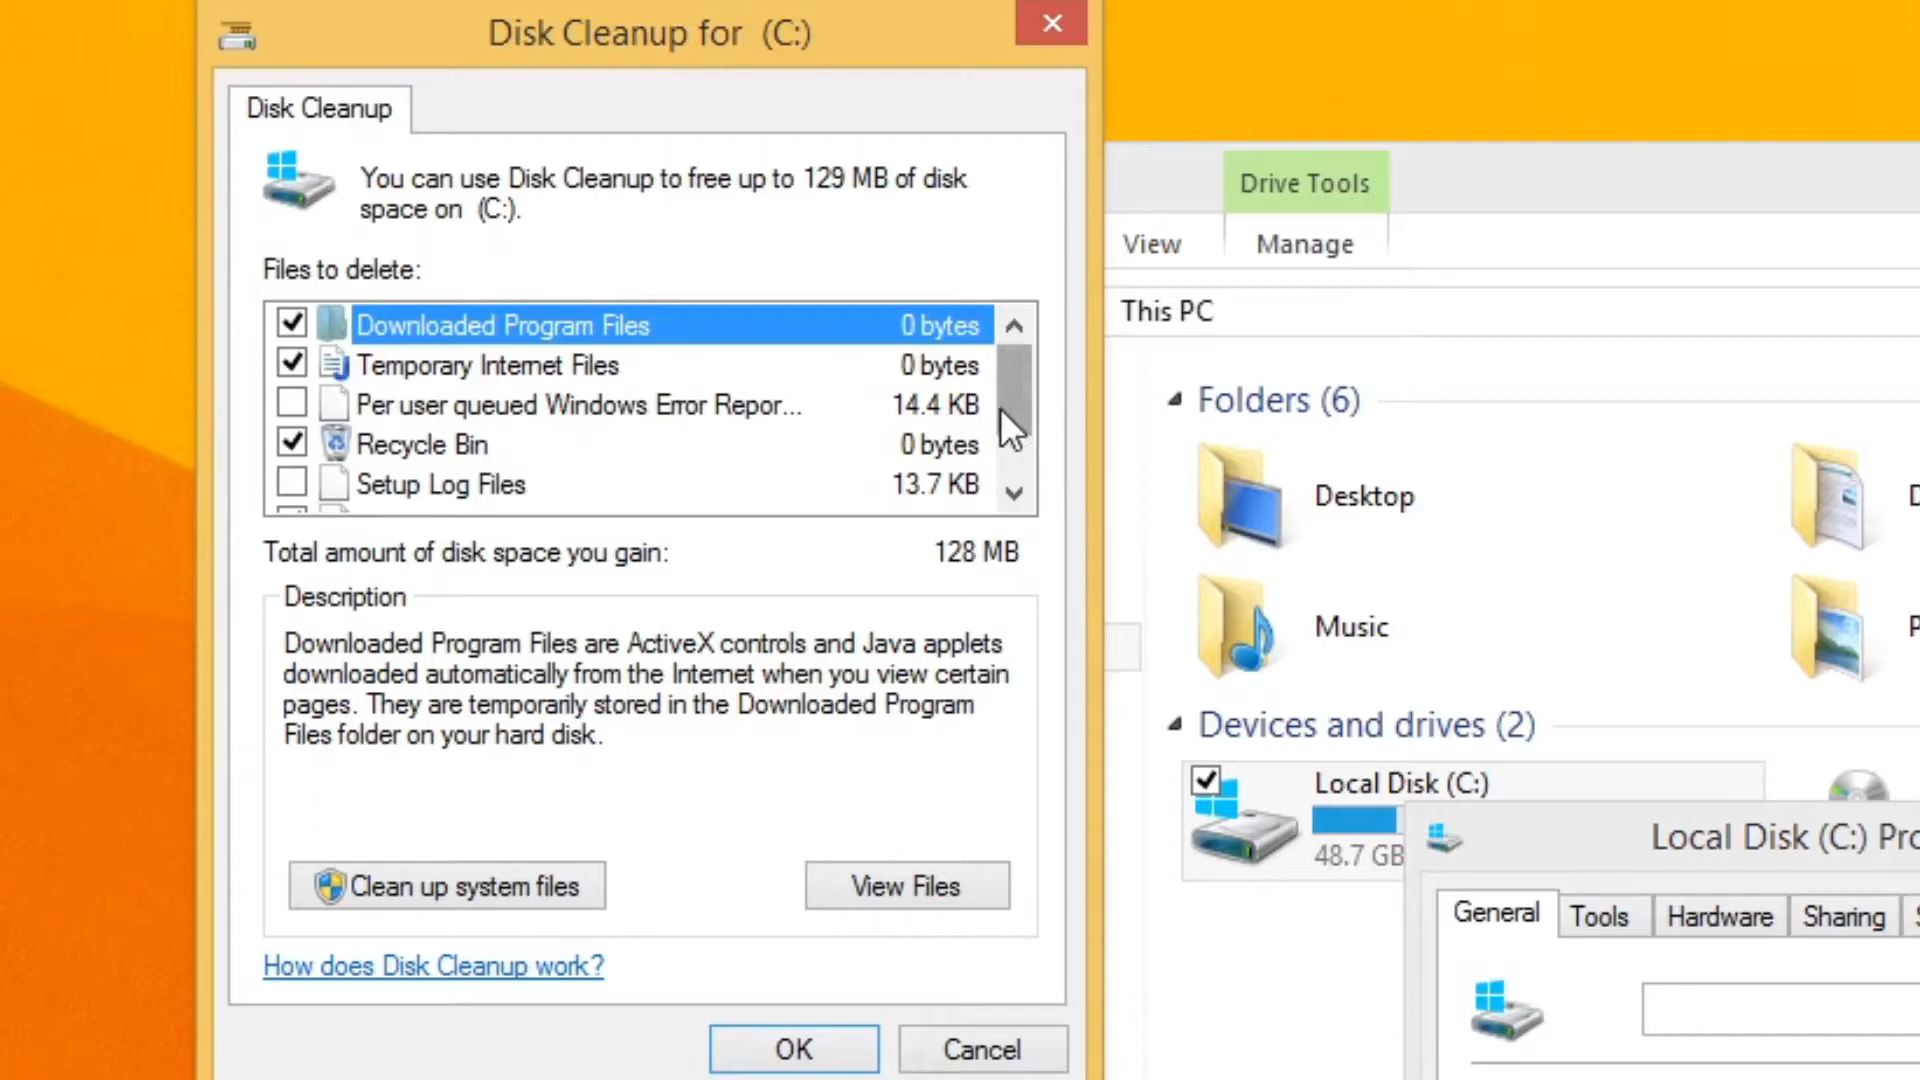 Disk Cleanup for (C:)
Disk Cleanup
You can use Disk Cleanup to free up to 129 MB of disk
space on (C:).
Files to delete:
Downloaded Program Files 0 bytes
Temporary Internet Files 0 bytes
Per user queued Windows Error Repor... 14.4 KB
Recycle Bin 0 bytes
Setup Log Files 13.7 KB
Total amount of disk space you gain: 128 MB
Description
Downloaded Program Files are ActiveX controls and Java applets
downloaded automatically from the Internet when you view certain
pages. They are temporarily stored in the Downloaded Program
Files folder on your hard disk.
Clean up system files
View Files
How does Disk Cleanup work?
OK
Cancel
Drive Tools
View
Manage
This PC
Folders (6)
Desktop
Music
Devices and drives (2)
Local Disk (C:)
48.7 GB
Local Disk (C:)
General
Tools
Hardware
Sharing